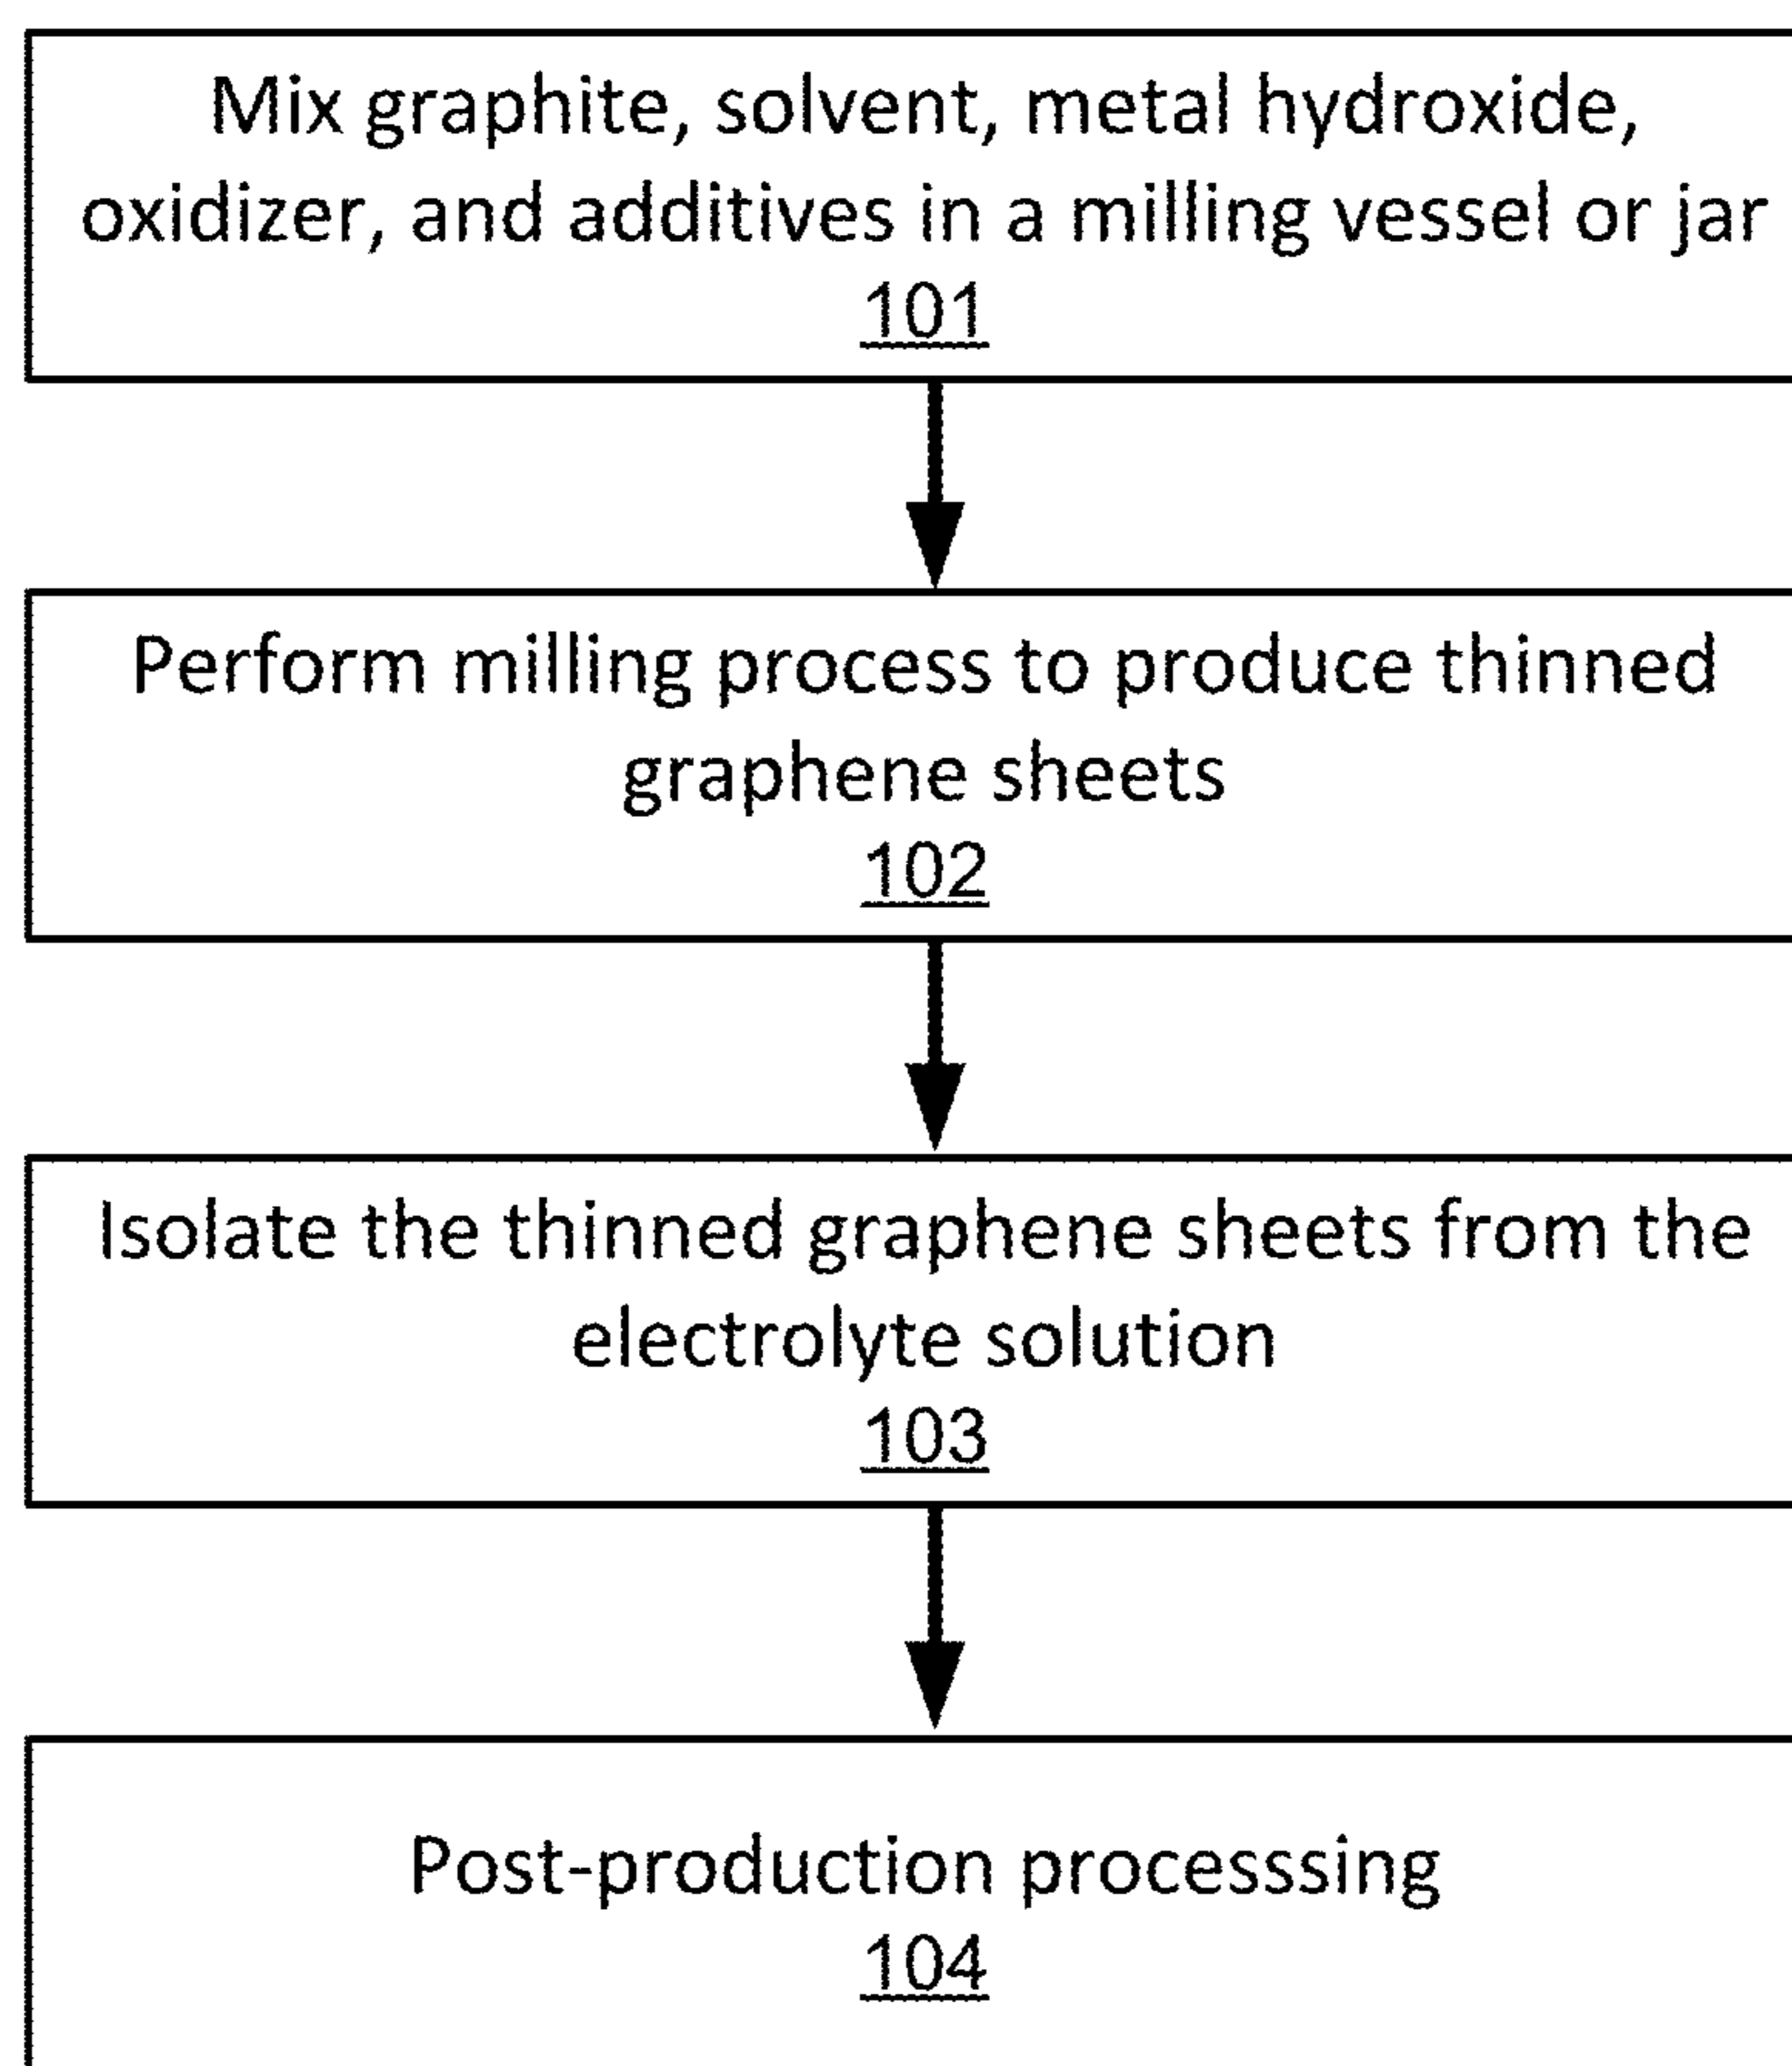 Mix graphite, solvent, metal hydroxide,
oxidizer, and additives in a milling vessel or jar
101
Perform milling process to produce thinned
graphene sheets
102
Isolate the thinned graphene sheets from the
electrolyte solution
103
Post-production processsing
104